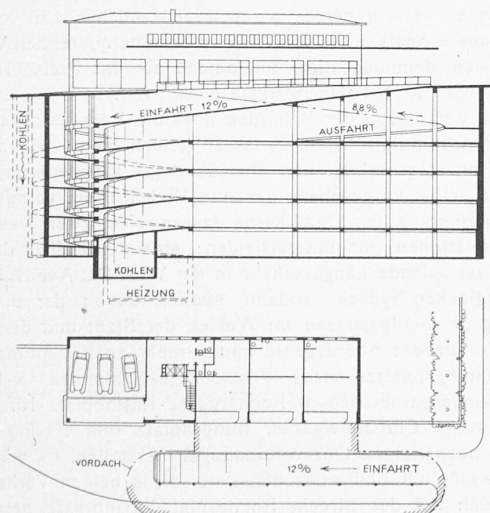 EINFAHRT 12%
8,8%
AUSFAHRT
KOHLEN
KOHLEN
HEIZUNG
VORDACH
12% EINFAHRT